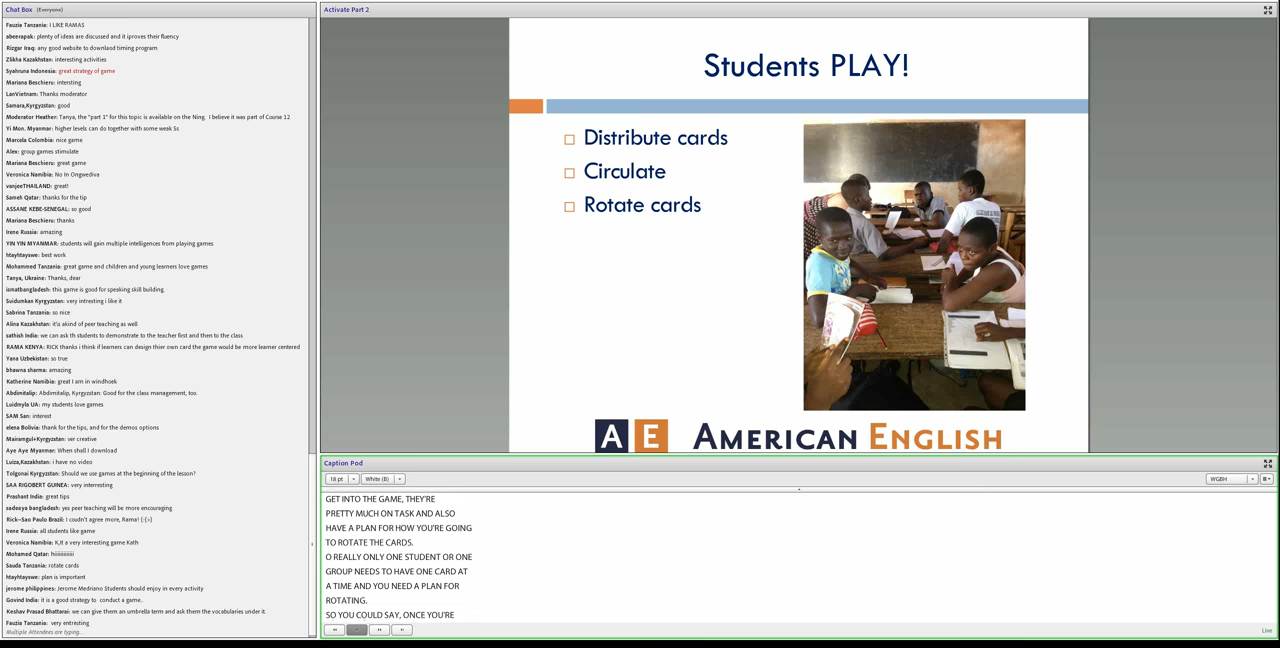 Chat Box (Everyone)
Fauzia Tanzania: I LIKE RAMAS
abeerapak: plenty of ideas are discussed and it iproves their fluency
Rizgar Iraq: any good website to downlaod timing program
Zlikha Kazakhstan: interesting activities
Syahruna Indonesia: great strategy of game
Mariana Beschieru: intersting
LanVietnam: Thanks moderator
Samara,Kyrgyzstan: good
Moderator Heather: Tanya, the "part 1" for this topic is available on the Ning. I believe it was part of Course 12
Yi Mon. Myanmar: higher levels can do together with some weak Ss
Marcela Colombia: nice game
Alex: group games stimulate
Mariana Beschieru: great game
Veronica Namibia: No In Ongwediva
vanjeeTHAILAND: great!
Sameh Qatar: thanks for the tip
ASSANE KEBE-SENEGAL: so good
Mariana Beschieru: thanks
Irene Russia: amazing
YIN YIN MYANMAR: students will gain multiple intelligences from playing games
htayhtayswe: best work
Mohammed Tanzania: great game and children and young learners love games
Tanya, Ukraine: Thanks, dear
ismatbangladesh: this game is good for speaking skill building.
Suidumkan Kyrgyzstan: very intresting i like it
Sabrina Tanzania: so nice
Alina Kazakhstan: it's akind of peer teaching as well
sathish India: we can ask th students to demonstrate to the teacher first and then to the class
RAMA KENYA: RICK thanks i think if learners can design thier own card the game would be more learner centered
Yana Uzbekistan: so true
bhawna sharma: amazing
Katherine Namibia: great I am in windhoek
Abdimitalip: Abdimitalip, Kyrgyzstan: Good for the class management, too.
Luidmyla UA: my students love games
SAM San: interest
elena Bolivia: thank for the tips, and for the demos options
Mairamgul+Kyrgyzstan: ver creative
Aye Aye Myanmar: When shall I download
Luiza,Kazakhstan: i have no video
Tolgonai Kyrgyzstan: Should we use games at the beginning of the lesson?
SAA RIGOBERT GUINEA: very interresting
Prashant India: great tips
sadeeya bangladesh: yes peer teaching will be more encouraging
Rick--Sao Paulo Brazil: I coudn't agree more, Rama! (-{»)
Irene Russia: all students like game
Veronica Namibia: K,it a very interesting game Kath
Mohamed Qatar: hiiiiiiiiiiiii
Sauda Tanzania: rotate cards
htayhtayswe: plan is important
jerome philippines: Jerome Medriano Students should enjoy in every activity
Govind India: it is a good strategy to conduct a game..
Keshav Prasad Bhattarai: we can give them an umbrella term and ask them the vocabularies under it.
Fauzia Tanzania: very entresting
Multiple Attendees are typing...
Activate Part 2
Students PLAY!
Distribute cards
Circulate
Rotate cards
AE AMERICAN ENGLISH
Caption Pod
18 pt White (B) WGBH
GET INTO THE GAME, THEY'RE
PRETTY MUCH ON TASK AND ALSO
HAVE A PLAN FOR HOW YOU'RE GOING
TO ROTATE THE CARDS.
O REALLY ONLY ONE STUDENT OR ONE
GROUP NEEDS TO HAVE ONE CARD AT
A TIME AND YOU NEED A PLAN FOR
ROTATING.
SO YOU COULD SAY, ONCE YOU'RE
Live